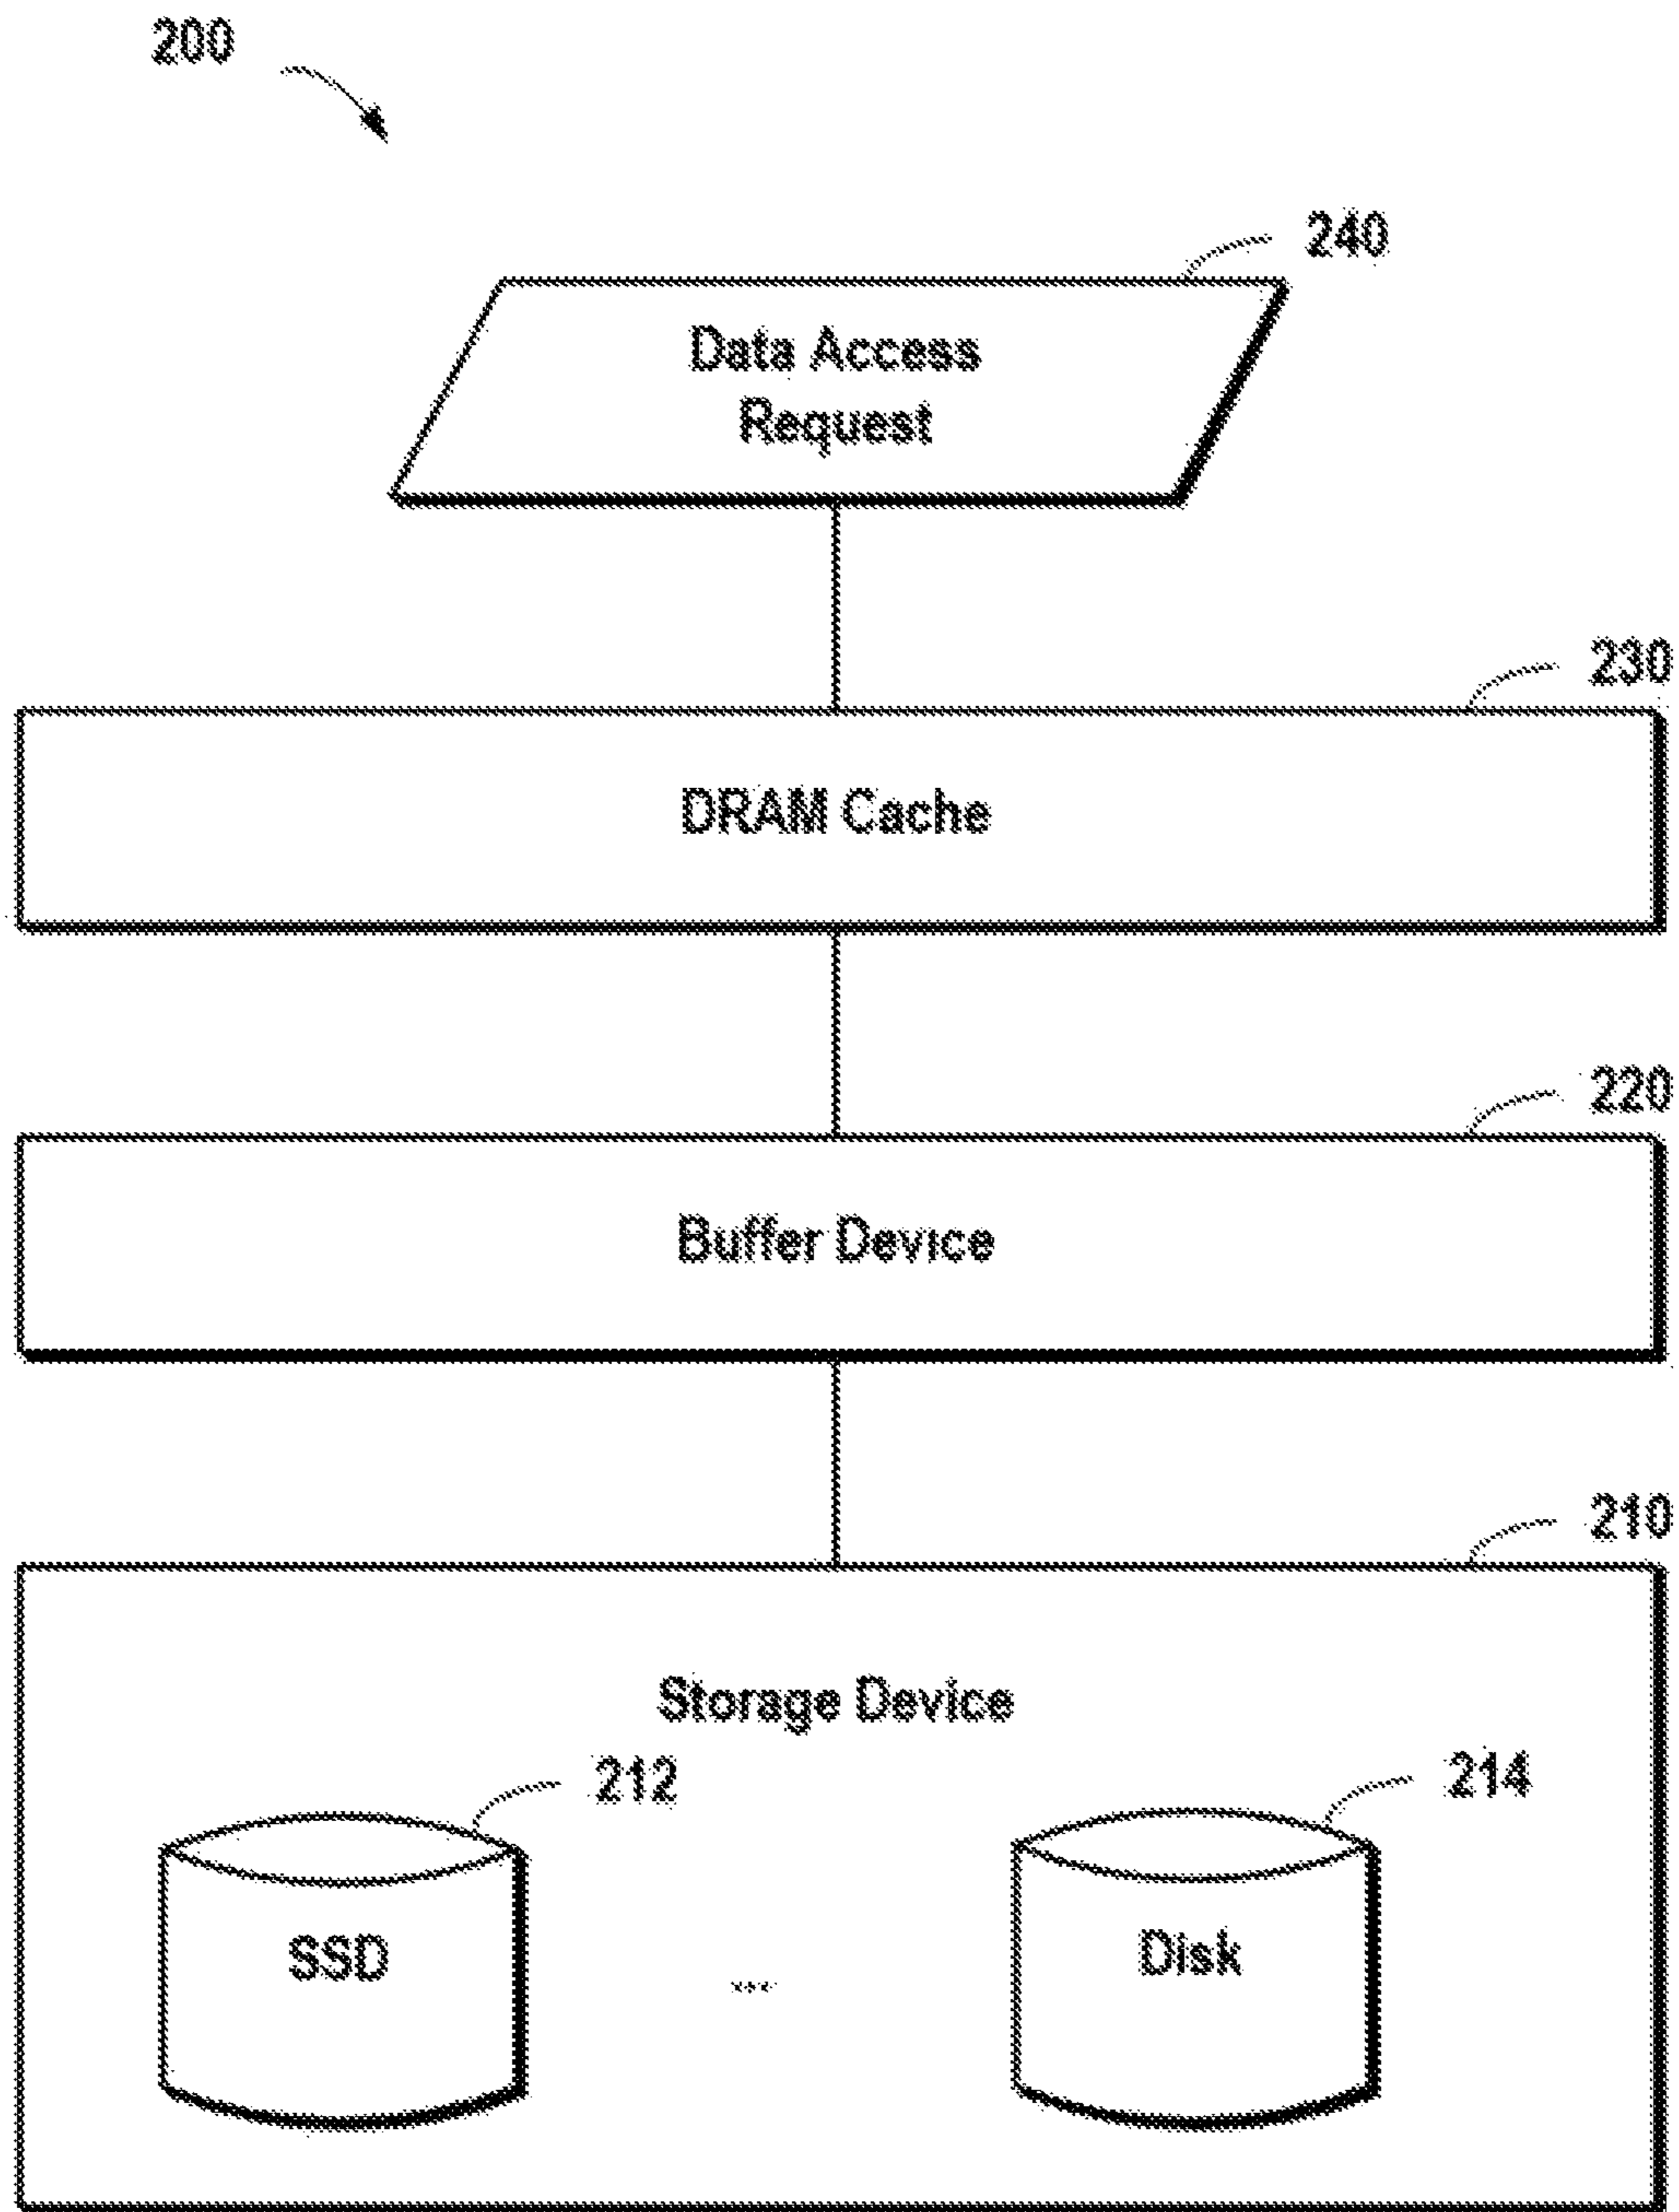 200
240
Data Access
Request
230
DRAM Cache
220
Buffer Device
210
Storage Device
212
214
SSD
...
Disk